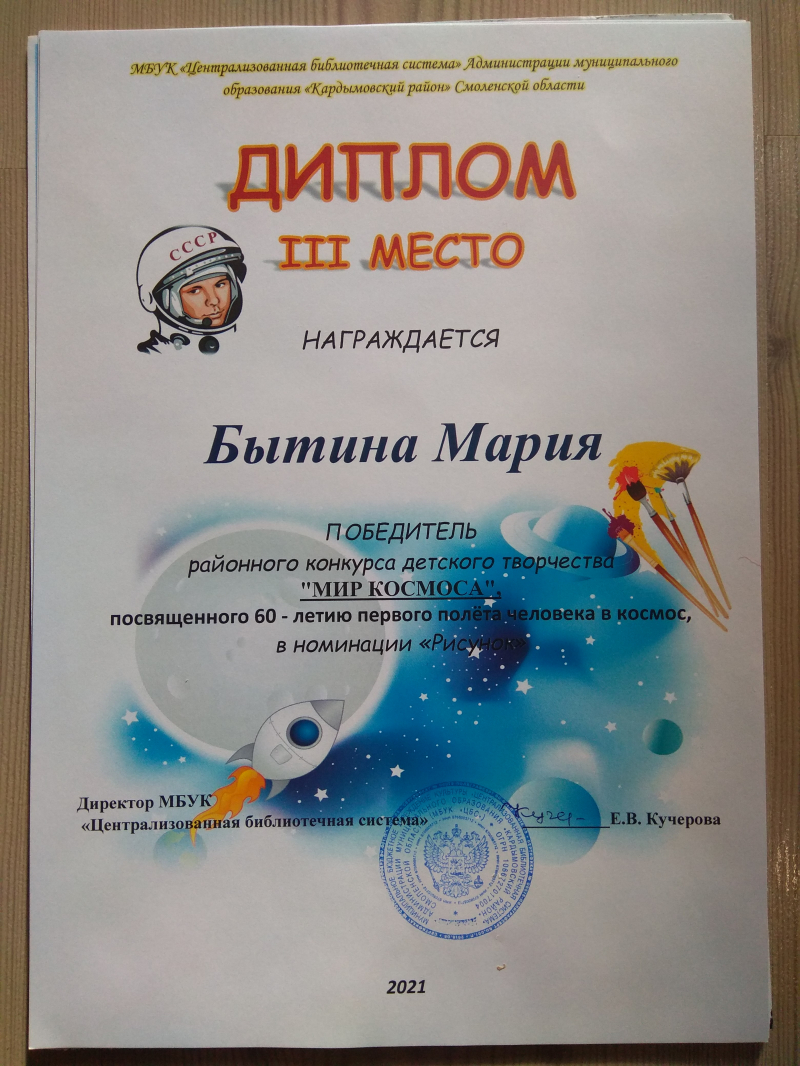 МБУК «Централизованная библиотечная система» Администрации муниципального
образования «Кардымовский район» Смоленской области
ДИПЛОМ
III МЕСТО
СССР
НАГРАЖДАЕТСЯ
Бытина Мария
ПОБЕДИТЕЛЬ
районного конкурса детского творчества
"МИР КОСМОСА",
посвященного 60 - летию первого полёта человека в космос,
в номинации «Рисунок»
Директор МБУК
«Централизованная библиотечная система» Е.В. Кучерова
2021